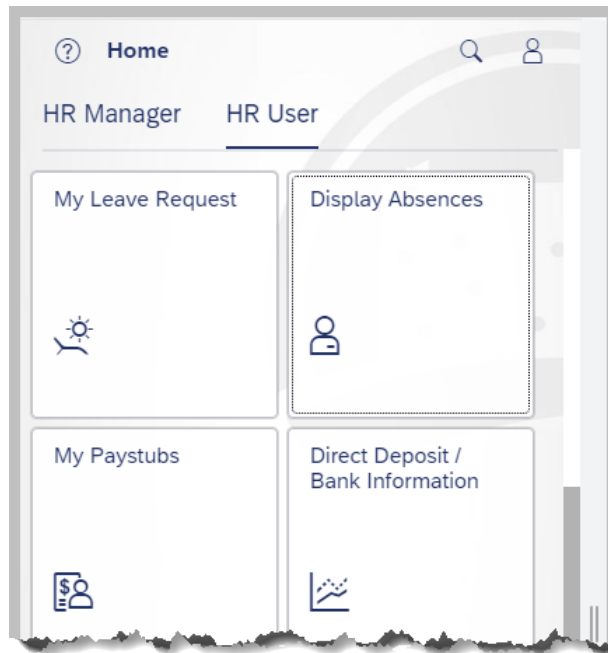 Home
HR Manager HR User
My Leave Request
Display Absences
My Paystubs
Direct Deposit /
Bank Information